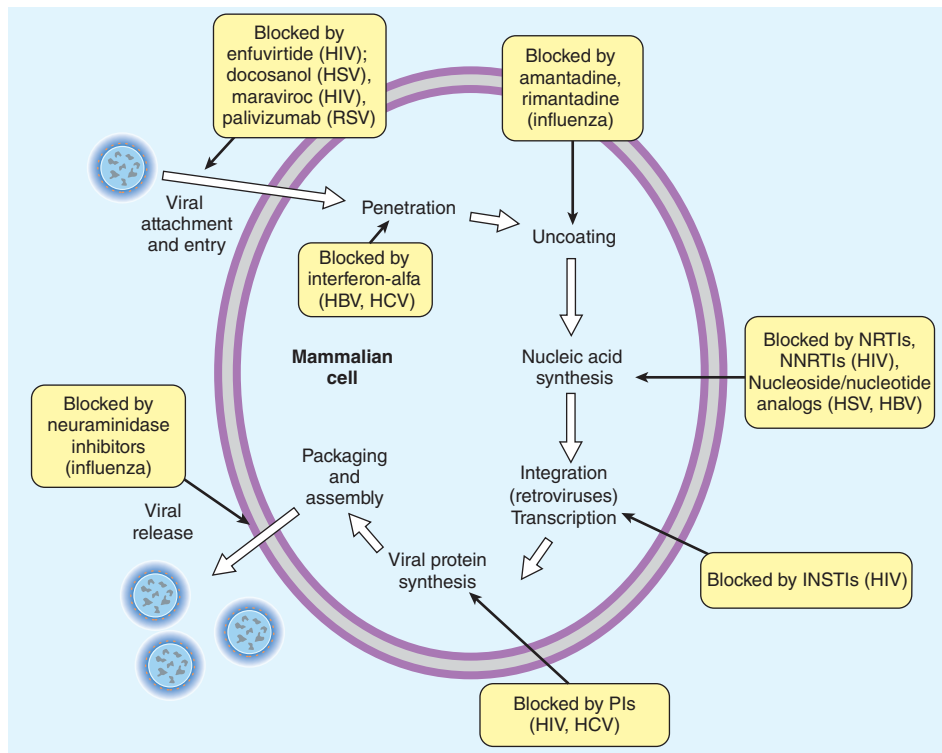 Blocked by
enfuvirtide (HIV);
docosanol (HSV),
maraviroc (HIV),
palivizumab (RSV)
Blocked by
amantadine,
rimantadine
(influenza)
Viral
attachment
and entry
Penetration
Uncoating
Blocked by
interferon-alfa
(HBV, HCV)
Mammalian
cell
Nucleic acid
synthesis
Blocked by NRTIs,
NNRTIs (HIV),
Nucleoside/nucleotide
analogs (HSV, HBV)
Blocked by
neuraminidase
inhibitors
(influenza)
Packaging
and
assembly
Integration
(retroviruses)
Transcription
Viral
release
Viral protein
synthesis
Blocked by INSTIs (HIV)
Blocked by PIs
(HIV, HCV)